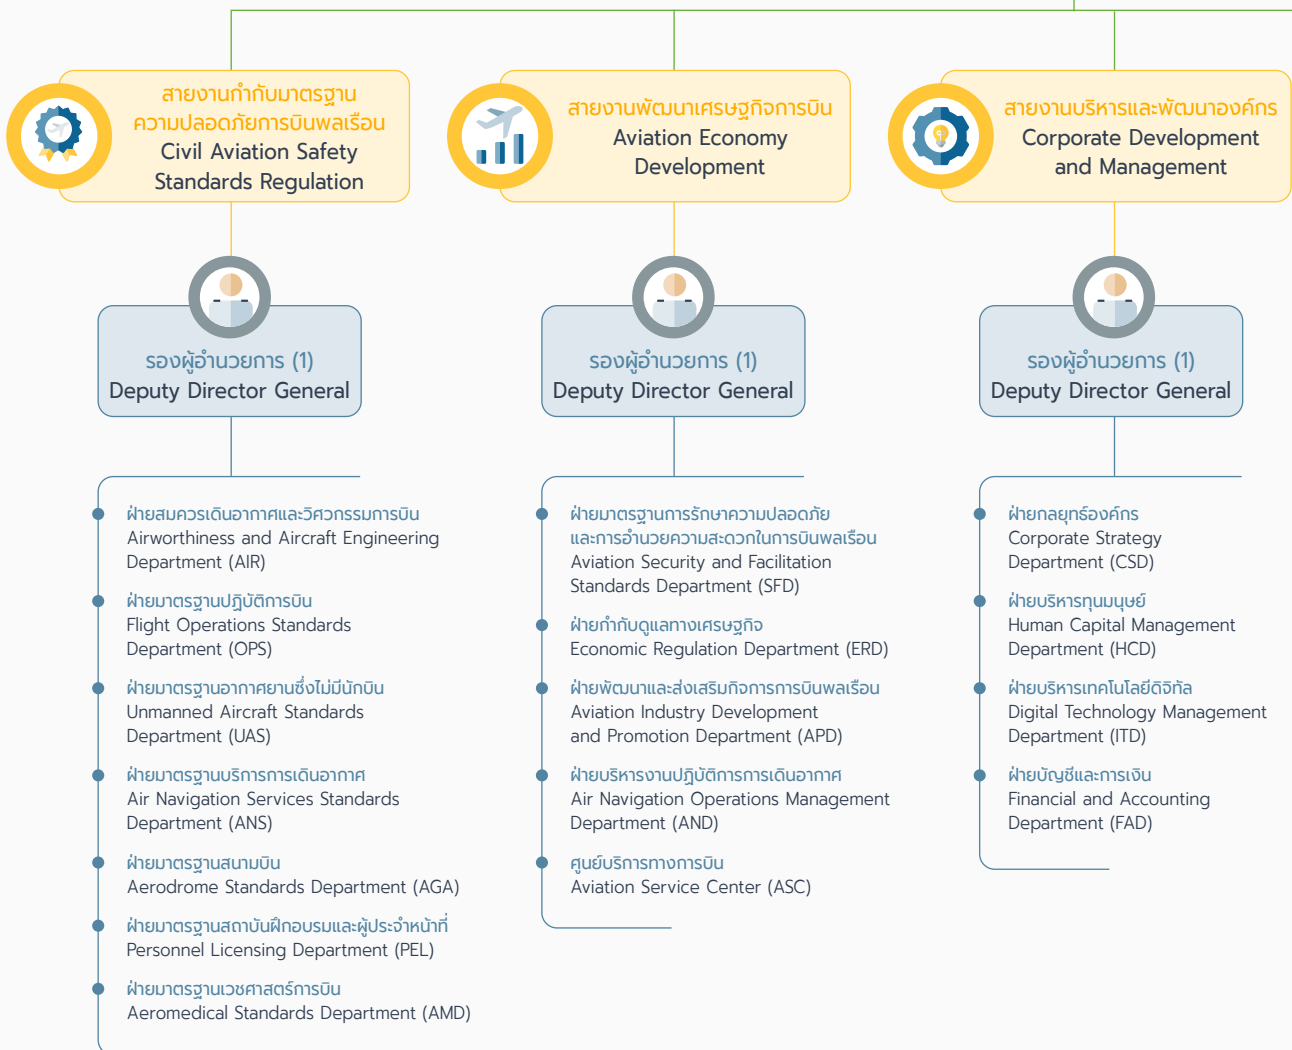 สายงานกำกับมาตรฐาน
ความปลอดภัยการบินพลเรือน
Civil Aviation Safety
Standards Regulation
รองผู้อำนวยการ (1)
Deputy Director General
ฝ่ายสมควรเดินอากาศและวิศวกรรมการบิน
Airworthiness and Aircraft Engineering
Department (AIR)
ฝ่ายมาตรฐานปฏิบัติการบิน
Flight Operations Standards
Department (OPS)
ฝ่ายมาตรฐานอากาศยานซึ่งไม่มีนักบิน
Unmanned Aircraft Standards
Department (UAS)
ฝ่ายมาตรฐานบริการการเดินอากาศ
Air Navigation Services Standards
Department (ANS)
ฝ่ายมาตรฐานสนามบิน
Aerodrome Standards Department (AGA)
ฝ่ายมาตรฐานสถาบันฝึกอบรมและผู้ประจำหน้าที่
Personnel Licensing Department (PEL)
ฝ่ายมาตรฐานเวชศาสตร์การบิน
Aeromedical Standards Department (AMD)
สายงานพัฒนาเศรษฐกิจการบิน
Aviation Economy
Development
รองผู้อำนวยการ (1)
Deputy Director General
ฝ่ายมาตรฐานการรักษาความปลอดภัย
และการอำนวยความสะดวกในการบินพลเรือน
Aviation Security and Facilitation
Standards Department (SFD)
ฝ่ายกำกับดูแลทางเศรษฐกิจ
Economic Regulation Department (ERD)
ฝ่ายพัฒนาและส่งเสริมกิจการการบินพลเรือน
Aviation Industry Development
and Promotion Department (APD)
ฝ่ายบริหารงานปฏิบัติการการเดินอากาศ
Air Navigation Operations Management
Department (AND)
ศูนย์บริการทางการบิน
Aviation Service Center (ASC)
สายงานบริหารและพัฒนาองค์กร
Corporate Development
and Management
รองผู้อำนวยการ (1)
Deputy Director General
ฝ่ายกลยุทธ์องค์กร
Corporate Strategy
Department (CSD)
ฝ่ายบริหารทุนมนุษย์
Human Capital Management
Department (HCD)
ฝ่ายบริหารเทคโนโลยีดิจิทัล
Digital Technology Management
Department (ITD)
ฝ่ายบัญชีและการเงิน
Financial and Accounting
Department (FAD)